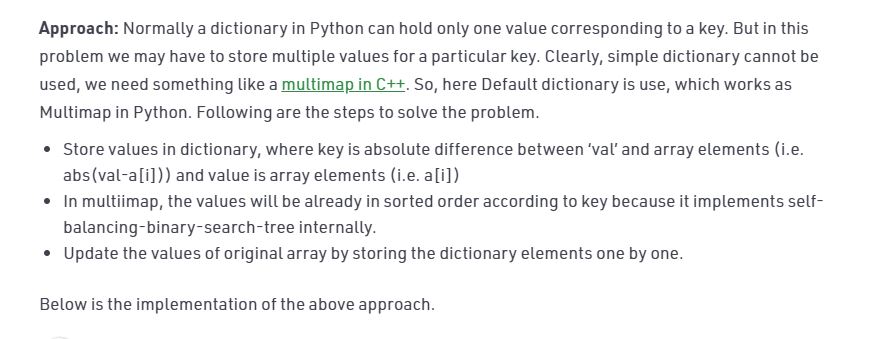 Approach: Normally a dictionary in Python can hold only one value corresponding to a key. But in this
problem we may have to store multiple values for a particular key. Clearly, simple dictionary cannot be
used, we need something like a multimap in C++. So, here Default dictionary is use, which works as
Multimap in Python. Following are the steps to solve the problem.
• Store values in dictionary, where key is absolute difference between ‘val’ and array elements (i.e.
abs(val-a[i])) and value is array elements (i.e. a[i])
• In multiimap, the values will be already in sorted order according to key because it implements self-
balancing-binary-search-tree internally.
• Update the values of original array by storing the dictionary elements one by one.
Below is the implementation of the above approach.